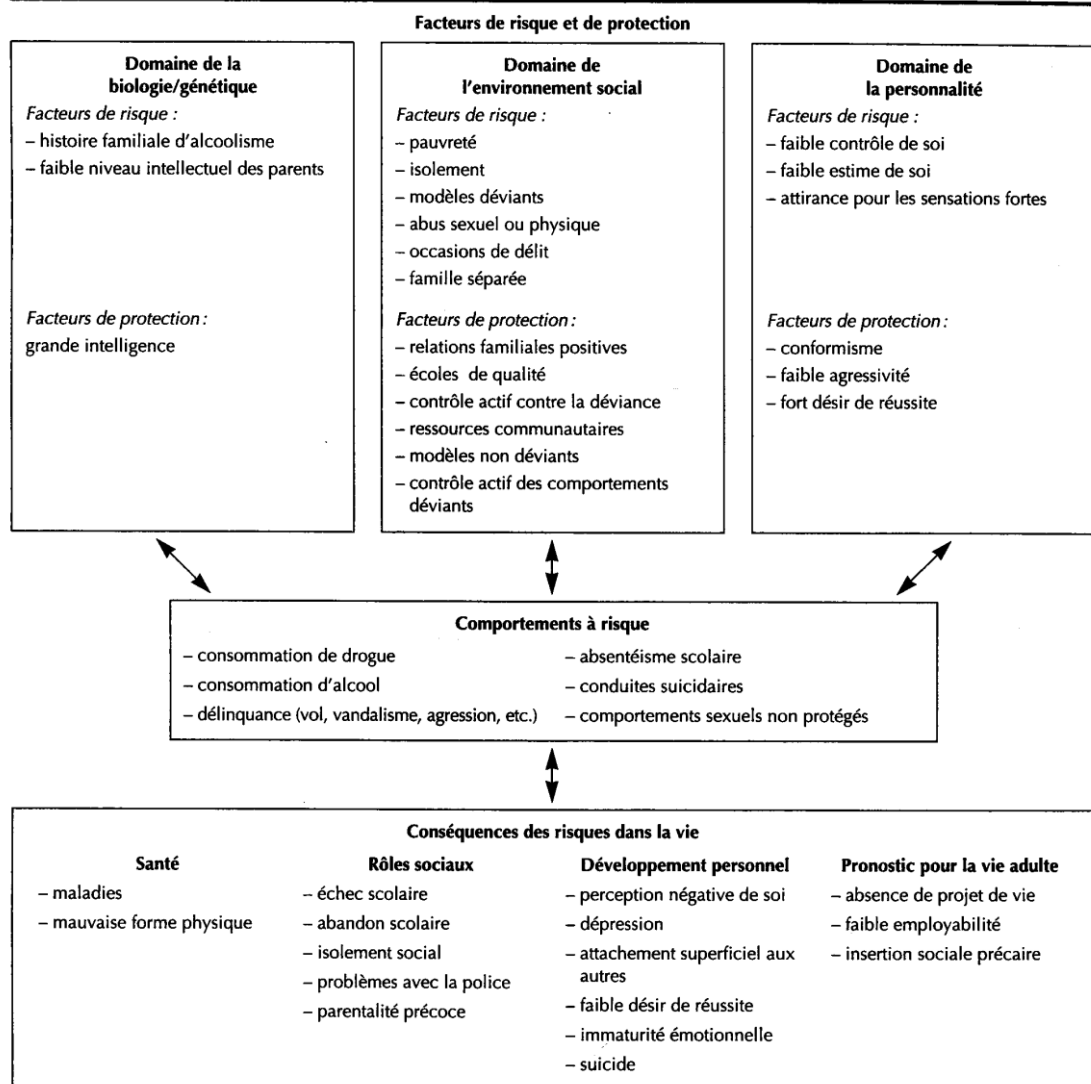 Facteurs de risque et de protection
Domaine de la
biologie/génétique
Facteurs de risque :
– histoire familiale d'alcoolisme
– faible niveau intellectuel des parents
Facteurs de protection :
grande intelligence
Domaine de
l'environnement social
Facteurs de risque :
– pauvreté
– isolement
– modèles déviants
– abus sexuel ou physique
– occasions de délit
– famille séparée
Facteurs de protection :
– relations familiales positives
– écoles de qualité
– contrôle actif contre la déviance
– ressources communautaires
– modèles non déviants
– contrôle actif des comportements
déviants
Domaine de
la personnalité
Facteurs de risque :
– faible contrôle de soi
– faible estime de soi
– attirance pour les sensations fortes
Facteurs de protection :
– conformisme
– faible agressivité
– fort désir de réussite
Comportements à risque
– consommation de drogue
– consommation d'alcool
– délinquance (vol, vandalisme, agression, etc.)
– absentéisme scolaire
– conduites suicidaires
– comportements sexuels non protégés
Conséquences des risques dans la vie
Santé
– maladies
– mauvaise forme physique
Rôles sociaux
– échec scolaire
– abandon scolaire
– isolement social
– problèmes avec la police
– parentalité précoce
Développement personnel
– perception négative de soi
– dépression
– attachement superficiel aux
autres
– faible désir de réussite
– immaturité émotionnelle
– suicide
Pronostic pour la vie adulte
– absence de projet de vie
– faible employabilité
– insertion sociale précaire